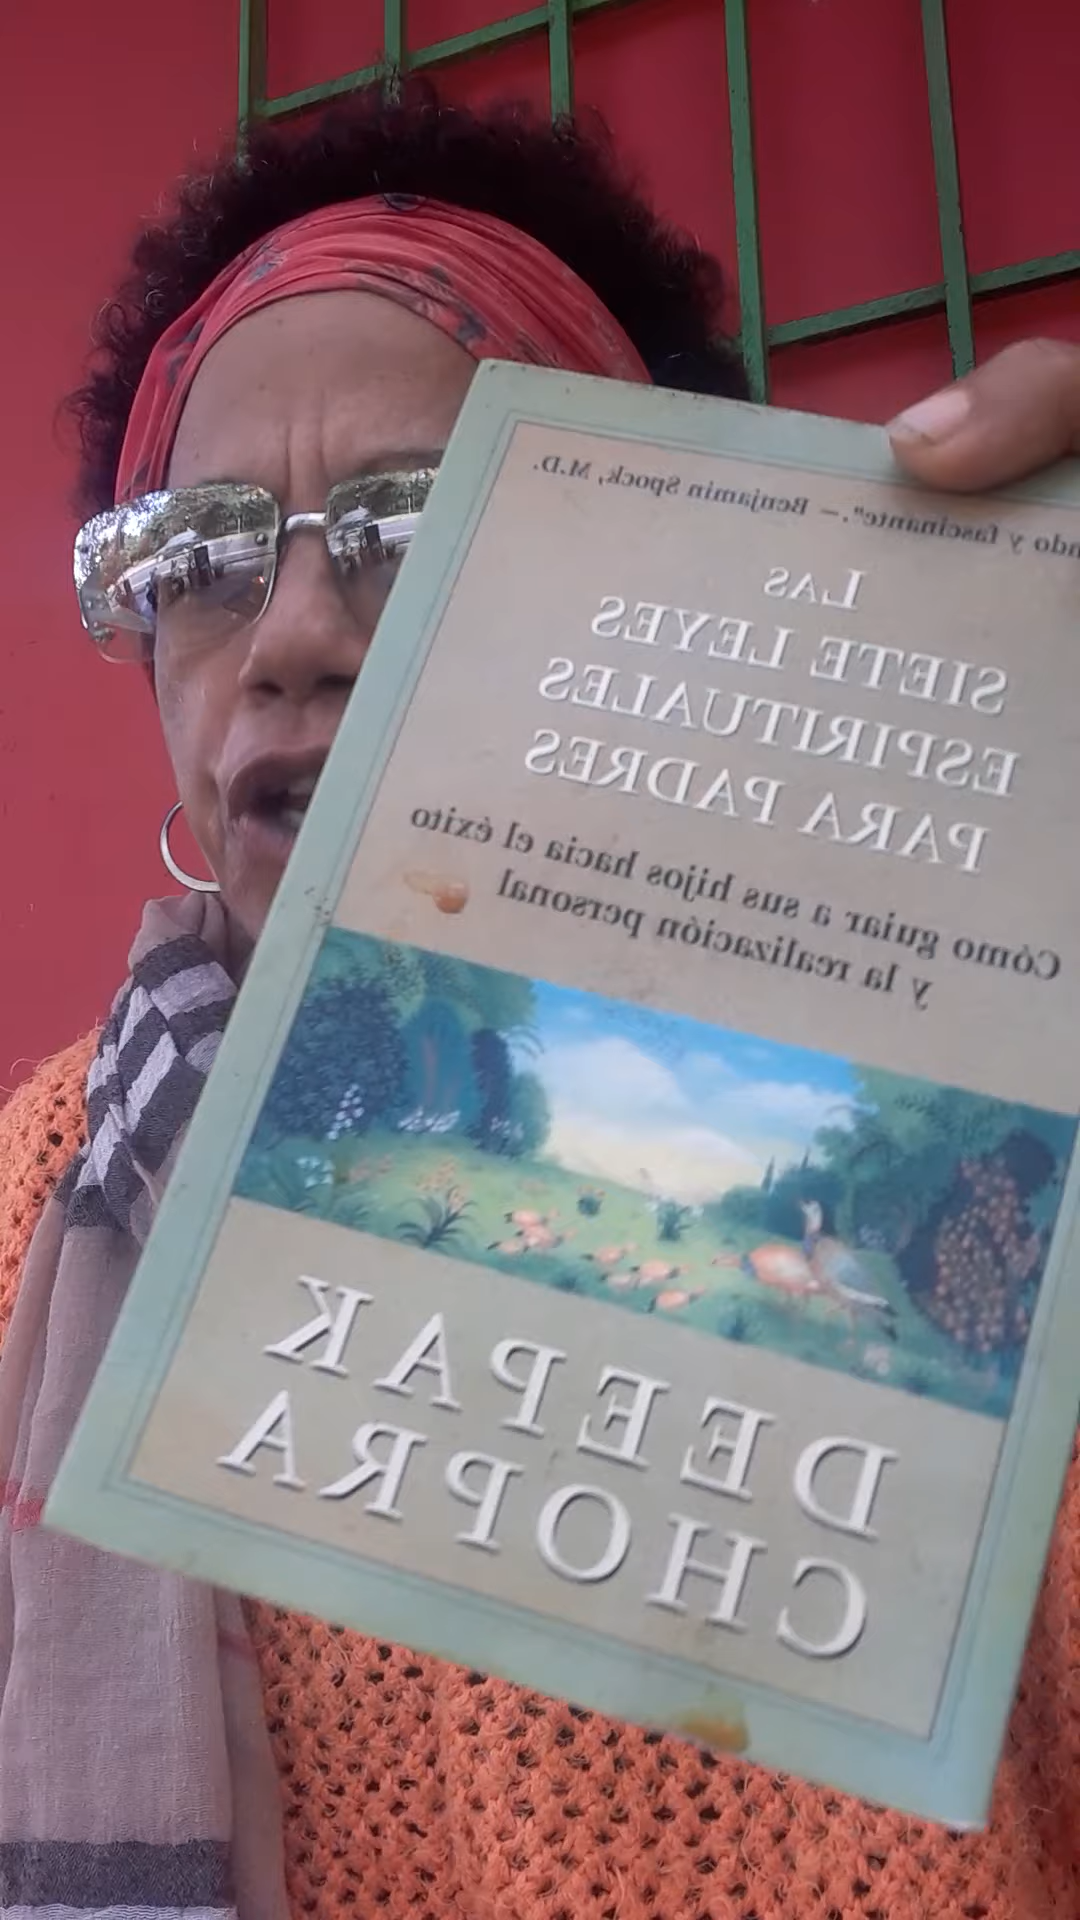 ndo y fascinante". — Benjamin Spock, M.D.
LAS
SIETE LEYES
ESPIRITUALES
PARA PADRES
Cómo guiar a sus hijos hacia el éxito
y la realización personal
DEEPAK
CHOPRA